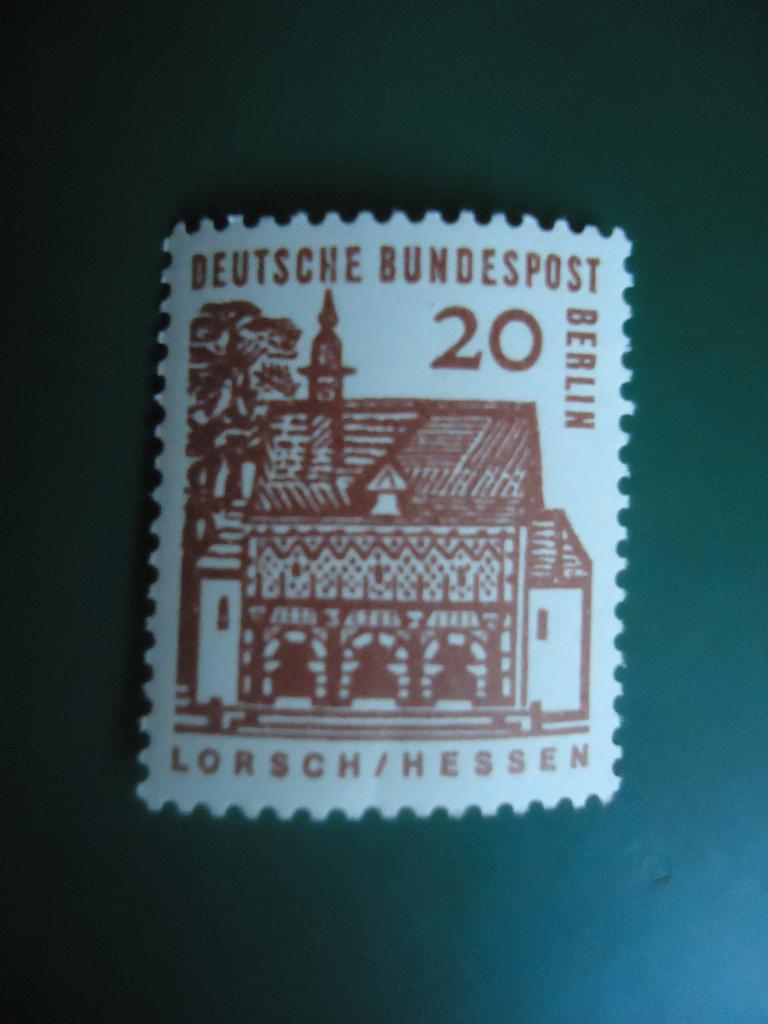 DEUTSCHE BUNDESPOST
20
BERLIN
LORSCH/HESSEN